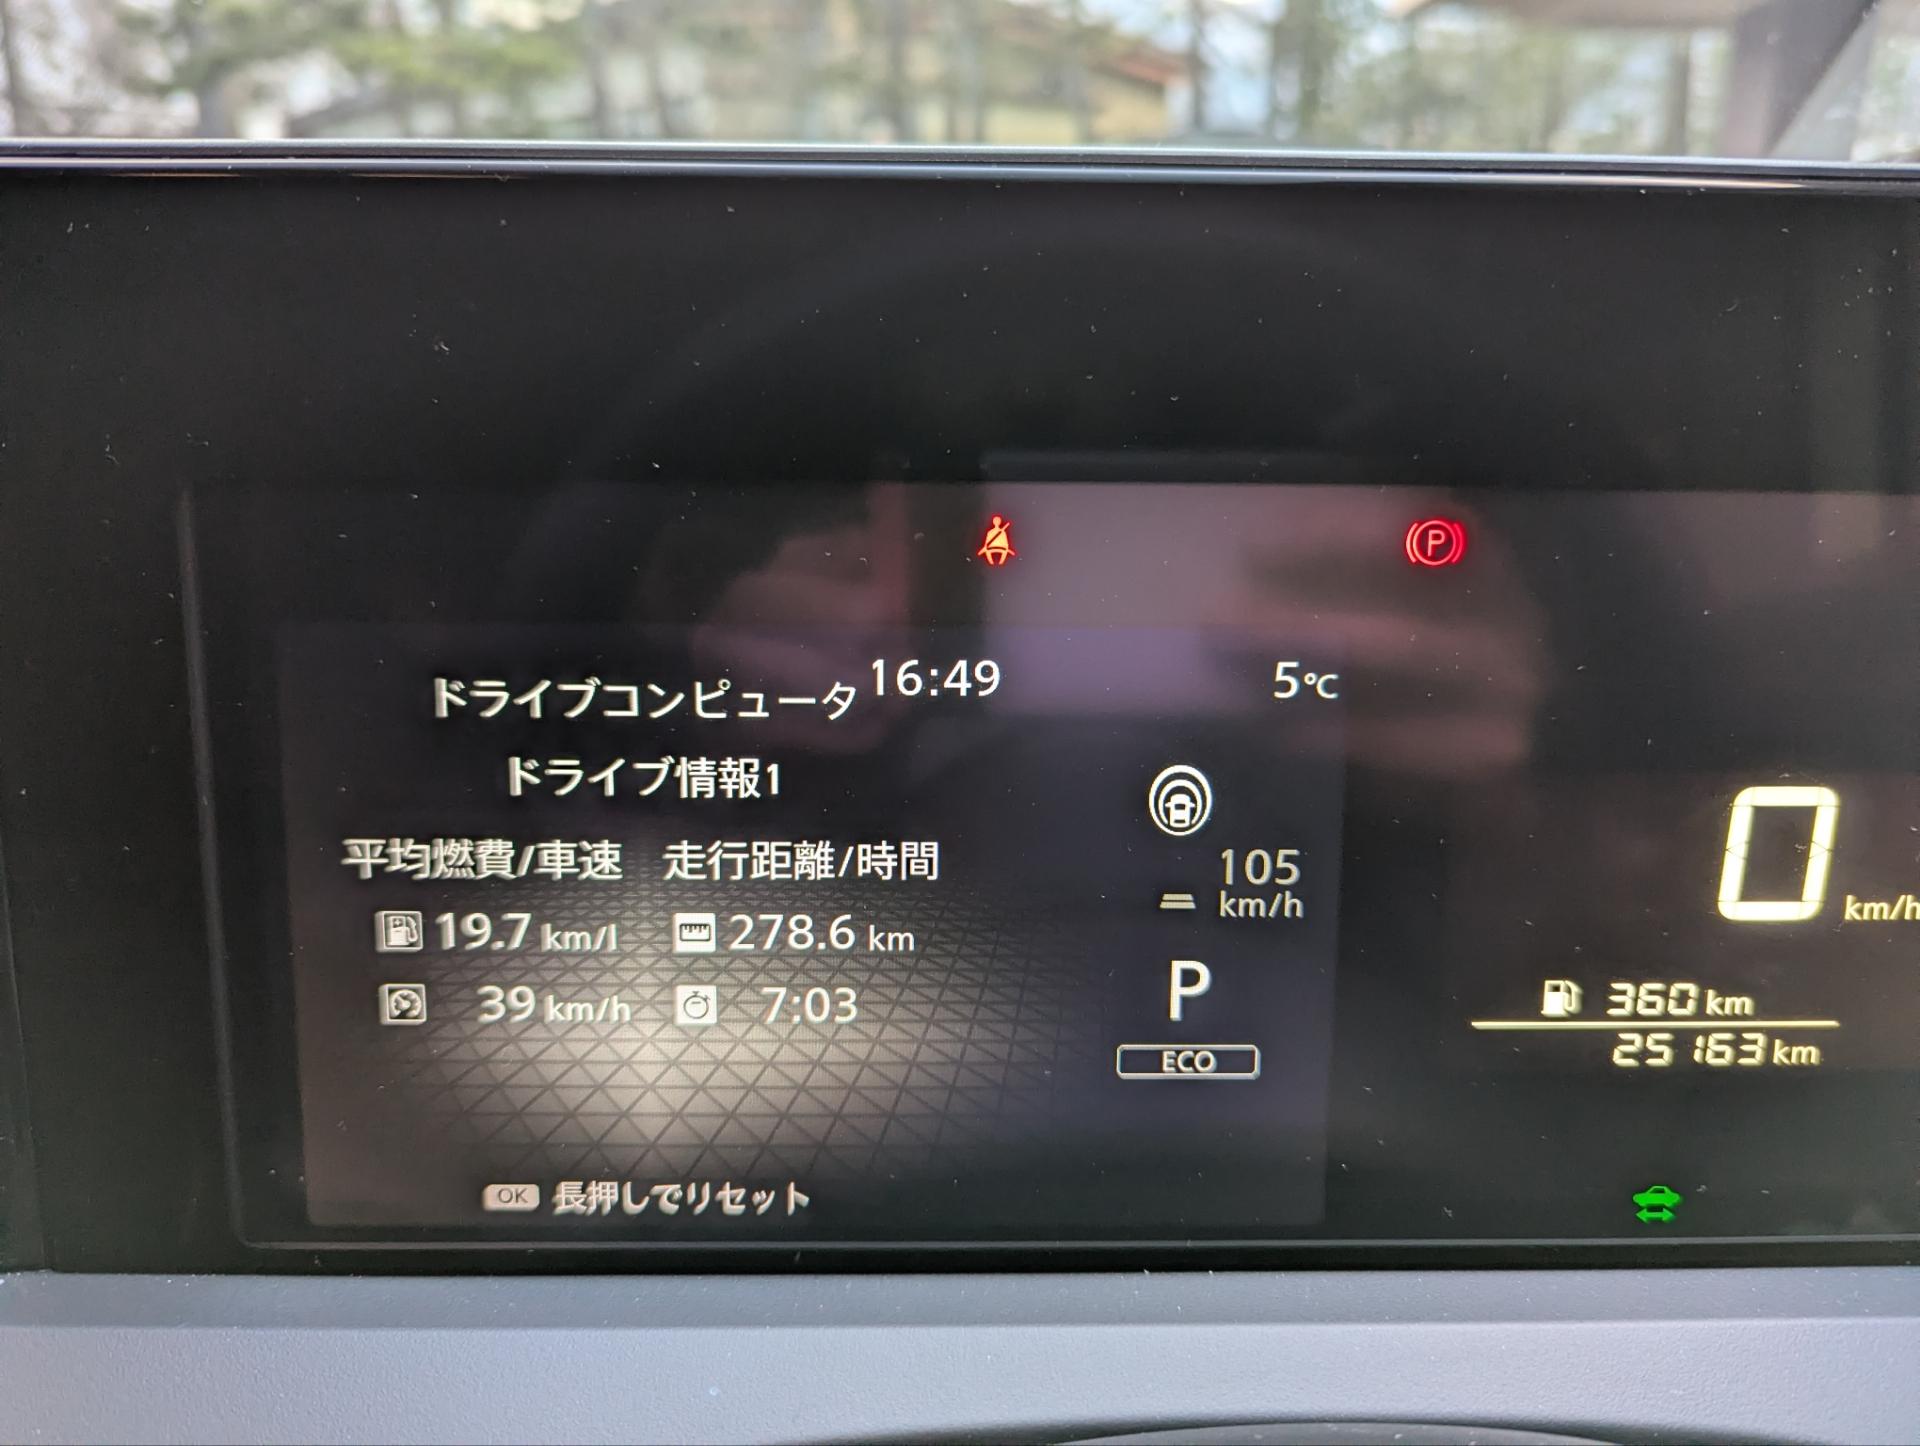 P
ドライブコンピュータ 16:49 5℃
ドライブ情報1
平均燃費/車速 走行距離/時間
19.7 km/l 278.6 km
39 km/h 7:03
OK 長押しでリセット
105
km/h
P
ECO
0 km/h
360 km
25163 km